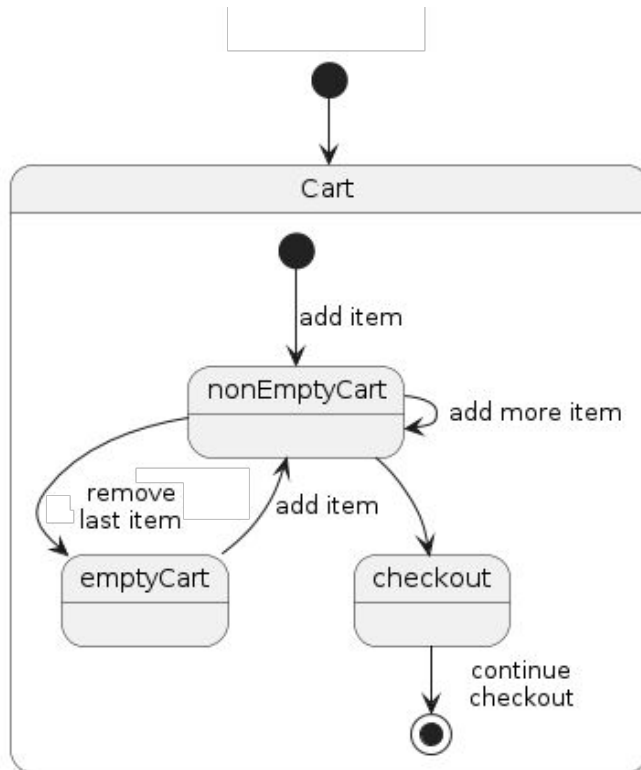 Cart
add item
nonEmptyCart
add more item
remove
last item
add item
emptyCart
checkout
continue
checkout